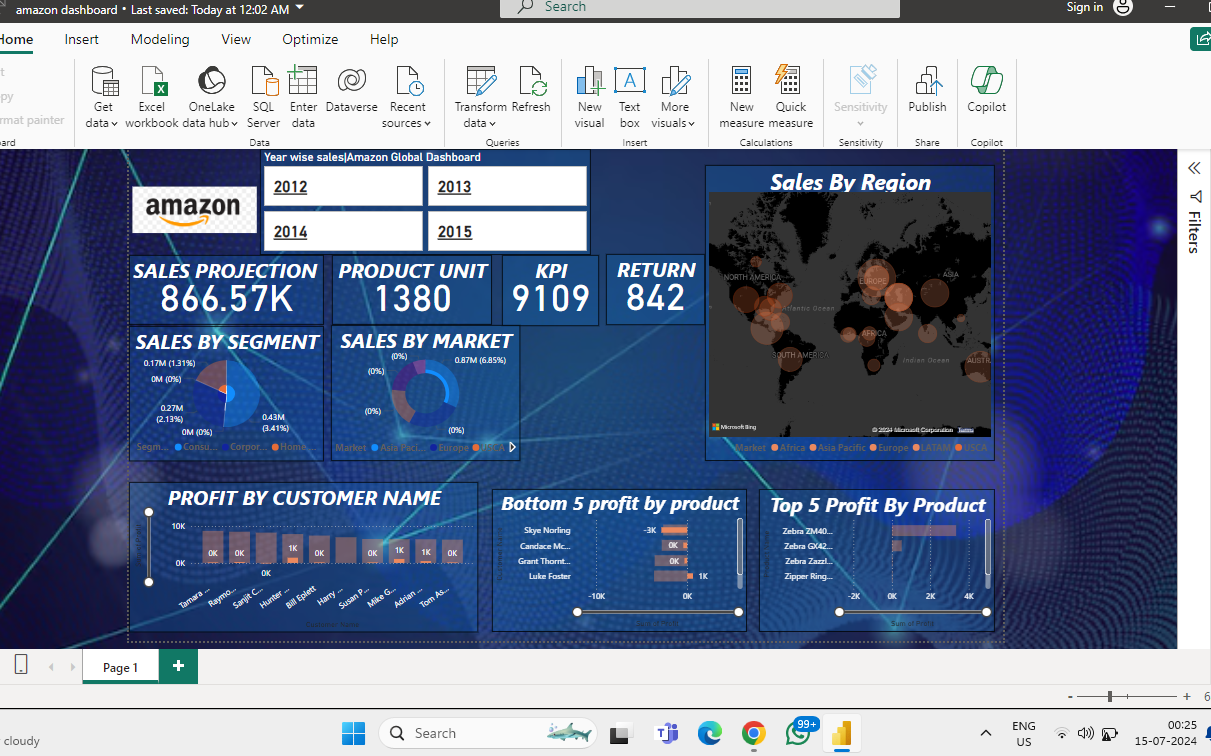 amazon dashboard • Last saved: Today at 12:02 AM
Search
Sign in
Home
Insert
Modeling
View
Optimize
Help
Get data
Excel workbook
OneLake data hub
SQL Server
Enter data
Dataverse
Recent sources
Transform data
Refresh
New visual
Text box
More visuals
New measure
Quick measure
Sensitivity
Publish
Copilot
rmat painter
Data
Queries
Insert
Calculations
Sensitivity
Share
Copilot
Year wise sales|Amazon Global Dashboard
amazon
2012
2013
2014
2015
Sales By Region
NORTH AMERICA
EUROPE
ASIA
Atlantic Ocean
AFRICA
SOUTH AMERICA
Indian Ocean
AUSTR
Microsoft Bing
© 2024 Microsoft Corporation Terms
Market Africa Asia Pacific Europe LATAM USCA
Filters
SALES PROJECTION
866.57K
PRODUCT UNIT
1380
KPI
9109
RETURN
842
SALES BY SEGMENT
0.17M (1.31%)
0M (0%)
0.27M
(2.13%)
0M (0%)
0.43M
(3.41%)
Segm... Consu... Corpor... Home ...
SALES BY MARKET
(0%)
0.87M (6.85%)
(0%)
(0%)
(0%)
Market Asia Paci... Europe USCA
PROFIT BY CUSTOMER NAME
10K
0K
0K
0K
1K
0K
0K
1K
1K
0K
0K
Tamara ...
Raymo...
Sanjit C...
Hunter ...
Bill Eplett
Harry ...
Susan P...
Mike G...
Adrian ...
Tom As...
Customer Name
Bottom 5 profit by product
Skye Norling
-3K
Candace Mc...
0K
Grant Thornt...
0K
Luke Foster
1K
-10K
0K
Top 5 Profit By Product
Zebra ZM40...
Zebra GX42...
Zebra Zazzl...
Zipper Ring...
-2K
0K
2K
4K
Sum of Profit
Page 1
+
-
+
6
cloudy
Search
99+
ENG
US
00:25
15-07-2024